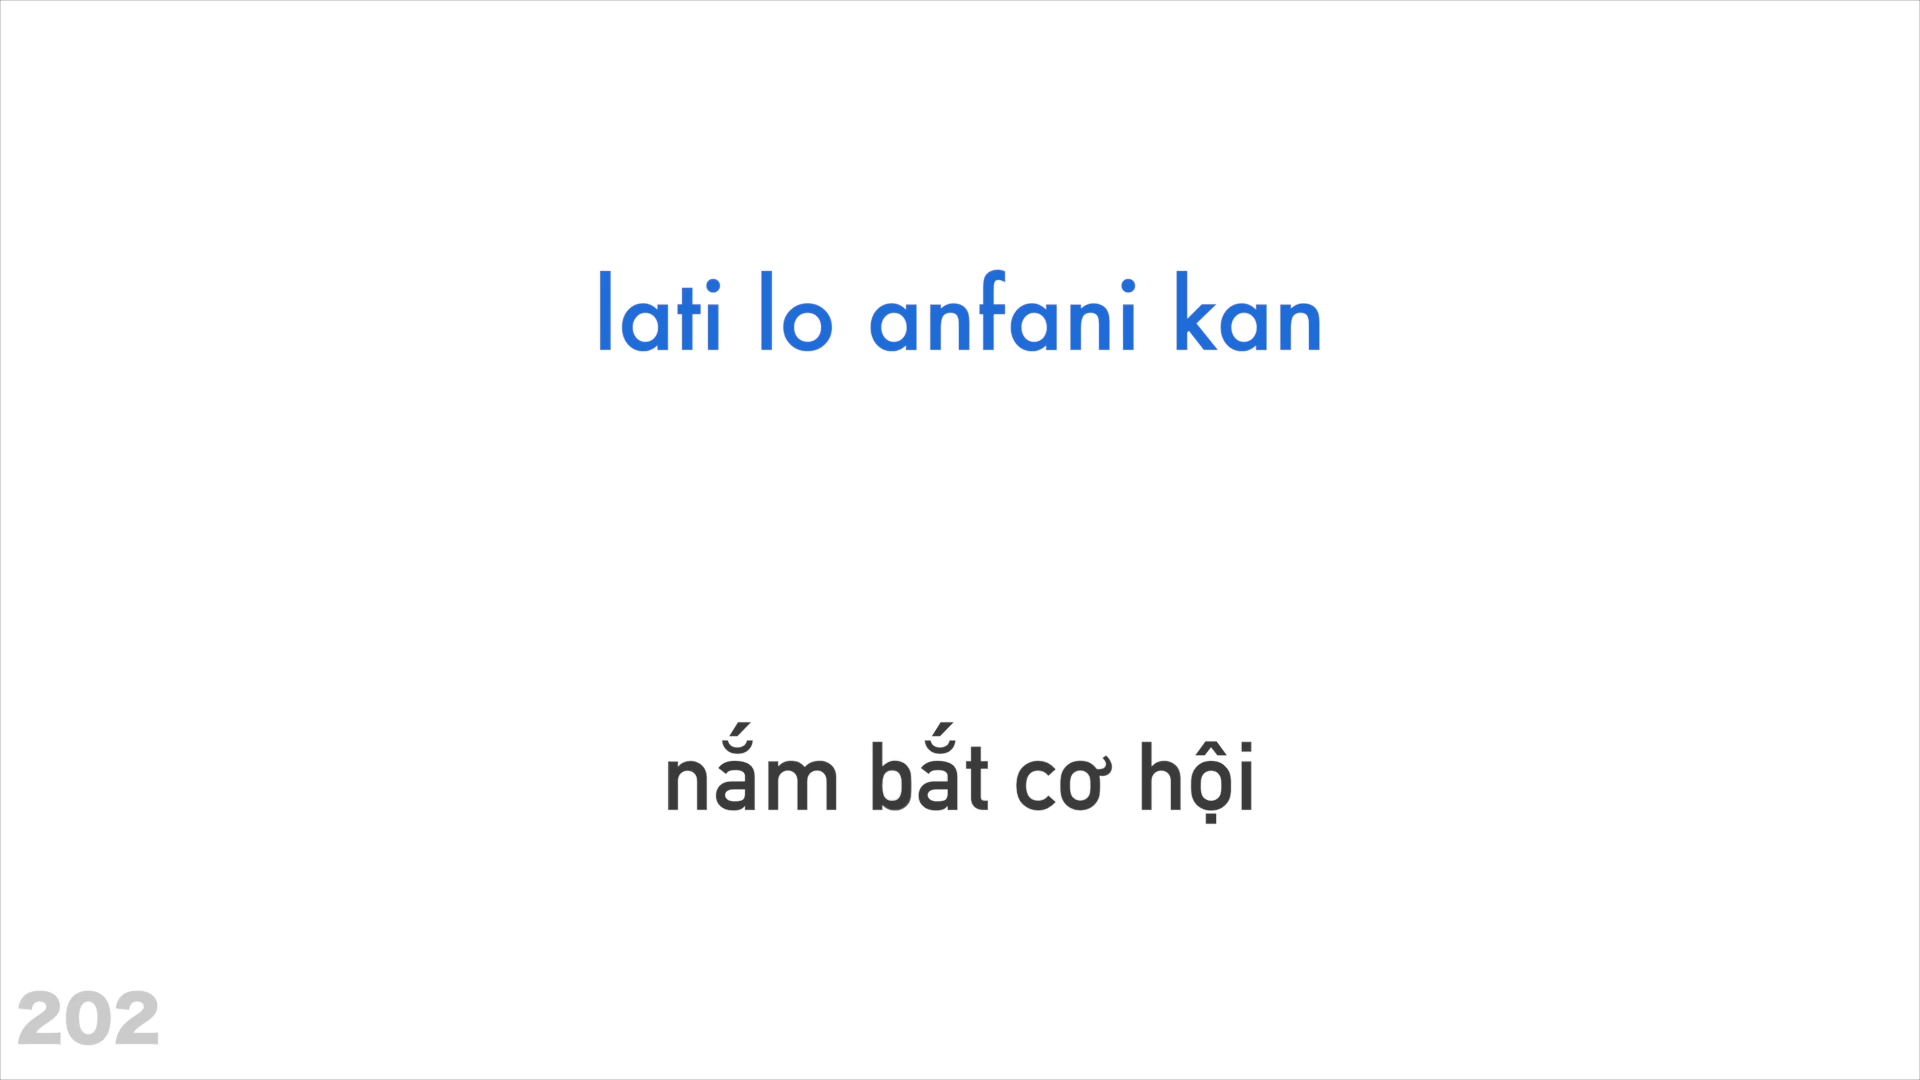 lati lo anfani kan
nắm bắt cơ hội
202